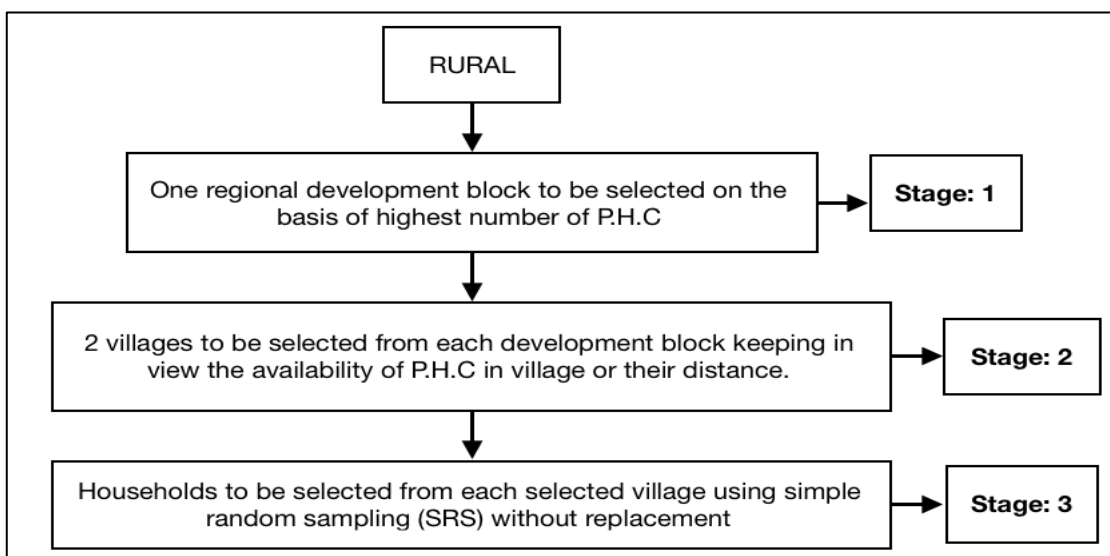 RURAL
One regional development block to be selected on the
basis of highest number of P.H.C
Stage: 1
2 villages to be selected from each development block keeping in
view the availability of P.H.C in village or their distance.
Stage: 2
Households to be selected from each selected village using simple
random sampling (SRS) without replacement
Stage: 3